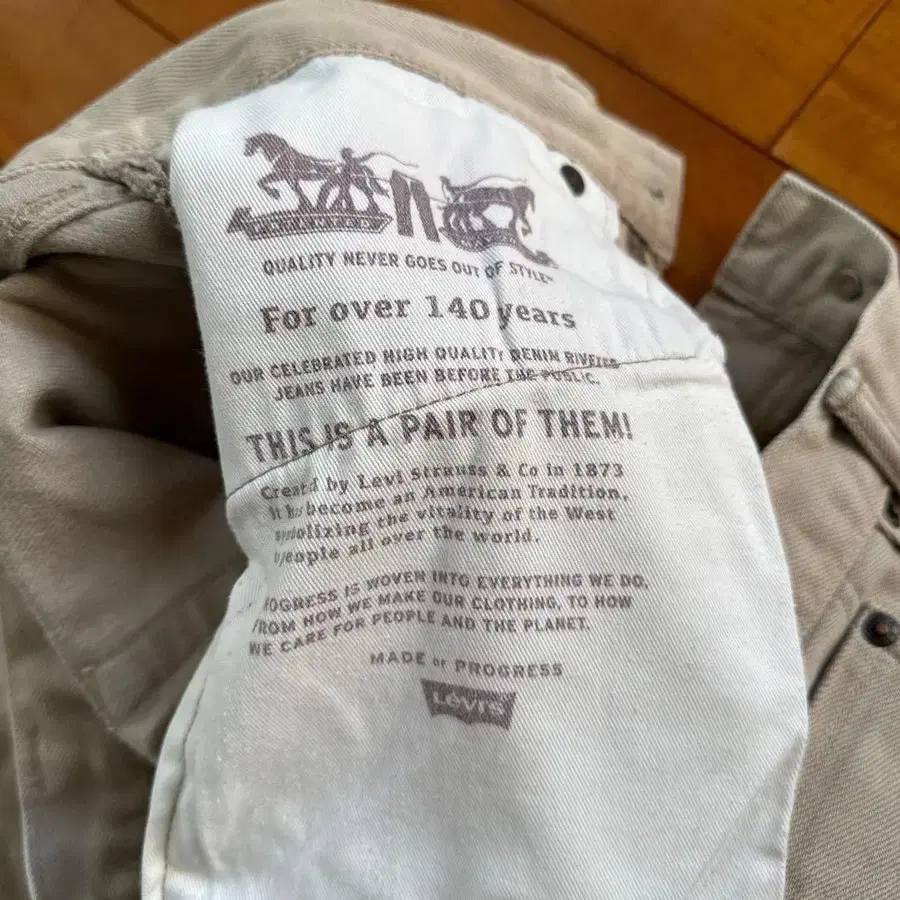 QUALITY NEVER GOES OUT OF STYLE™
For over 140 years
OUR CELEBRATED HIGH QUALITY DENIM RIVETED
JEANS HAVE BEEN BEFORE THE PUBLIC.
THIS IS A PAIR OF THEM!
Created by Levi Strauss & Co in 1873
It has become an American Tradition,
symbolizing the vitality of the West
to people all over the world.
PROGRESS IS WOVEN INTO EVERYTHING WE DO,
FROM HOW WE MAKE OUR CLOTHING, TO HOW
WE CARE FOR PEOPLE AND THE PLANET.
MADE OF PROGRESS
Levi's